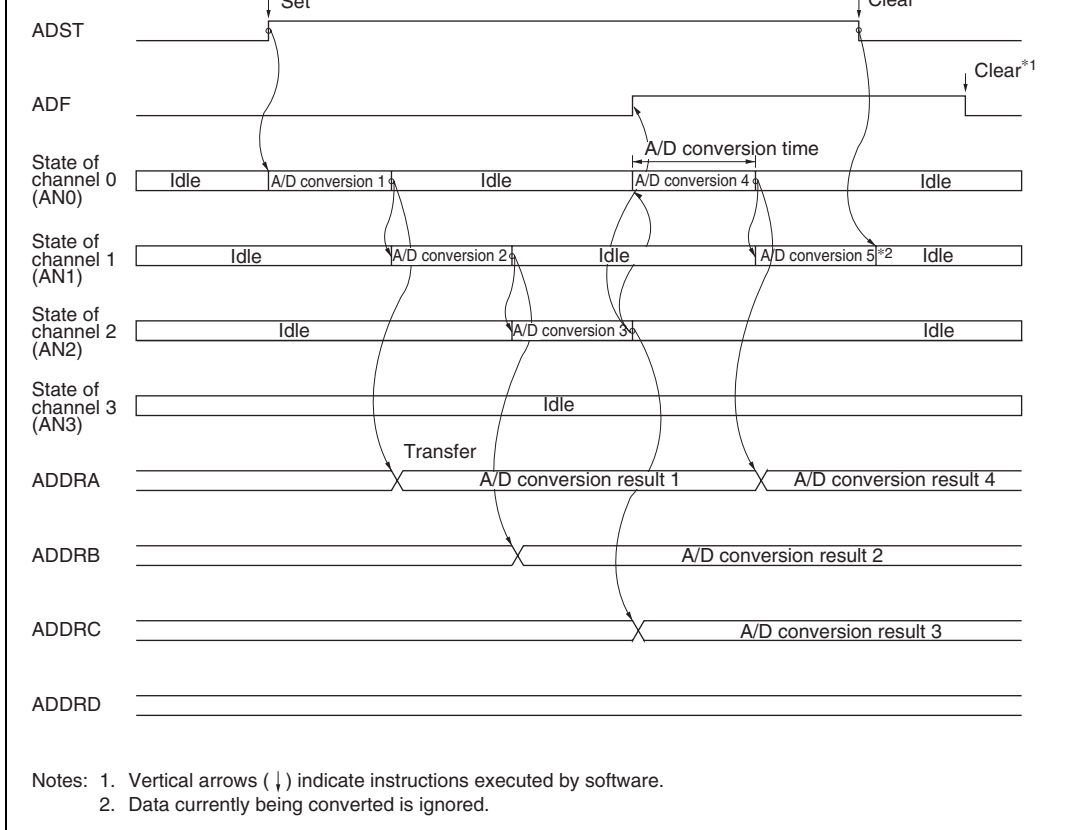 Set
Clear
ADST
Clear*1
ADF
A/D conversion time
State of
channel 0
(AN0)
Idle
A/D conversion 1
Idle
A/D conversion 4
Idle
State of
channel 1
(AN1)
Idle
A/D conversion 2
Idle
A/D conversion 5
*2
Idle
State of
channel 2
(AN2)
Idle
A/D conversion 3
Idle
State of
channel 3
(AN3)
Idle
Transfer
ADDRA
A/D conversion result 1
A/D conversion result 4
ADDRB
A/D conversion result 2
ADDRC
A/D conversion result 3
ADDRD
Notes: 1. Vertical arrows (↓) indicate instructions executed by software.
2. Data currently being converted is ignored.